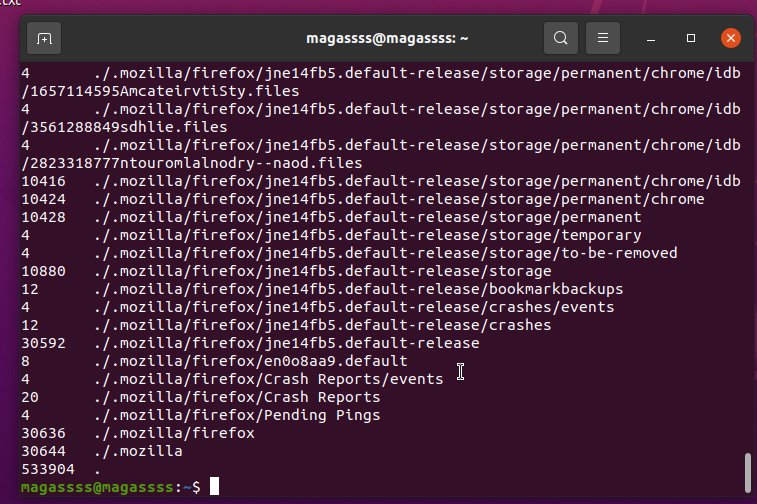 magassss@magassss: ~
4       ./.mozilla/firefox/jne14fb5.default-release/storage/permanent/chrome/idb
/1657114595AmcateirvtiSty.files
4       ./.mozilla/firefox/jne14fb5.default-release/storage/permanent/chrome/idb
/3561288849sdhlie.files
4       ./.mozilla/firefox/jne14fb5.default-release/storage/permanent/chrome/idb
/2823318777ntouromlalnodry--naod.files
10416   ./.mozilla/firefox/jne14fb5.default-release/storage/permanent/chrome/idb
10424   ./.mozilla/firefox/jne14fb5.default-release/storage/permanent/chrome
10428   ./.mozilla/firefox/jne14fb5.default-release/storage/permanent
4       ./.mozilla/firefox/jne14fb5.default-release/storage/temporary
4       ./.mozilla/firefox/jne14fb5.default-release/storage/to-be-removed
10880   ./.mozilla/firefox/jne14fb5.default-release/storage
12      ./.mozilla/firefox/jne14fb5.default-release/bookmarkbackups
4       ./.mozilla/firefox/jne14fb5.default-release/crashes/events
12      ./.mozilla/firefox/jne14fb5.default-release/crashes
30592   ./.mozilla/firefox/jne14fb5.default-release
8       ./.mozilla/firefox/en0o8aa9.default
4       ./.mozilla/firefox/Crash Reports/events
20      ./.mozilla/firefox/Crash Reports
4       ./.mozilla/firefox/Pending Pings
30636   ./.mozilla/firefox
30644   ./.mozilla
533904  .
magassss@magassss:~$